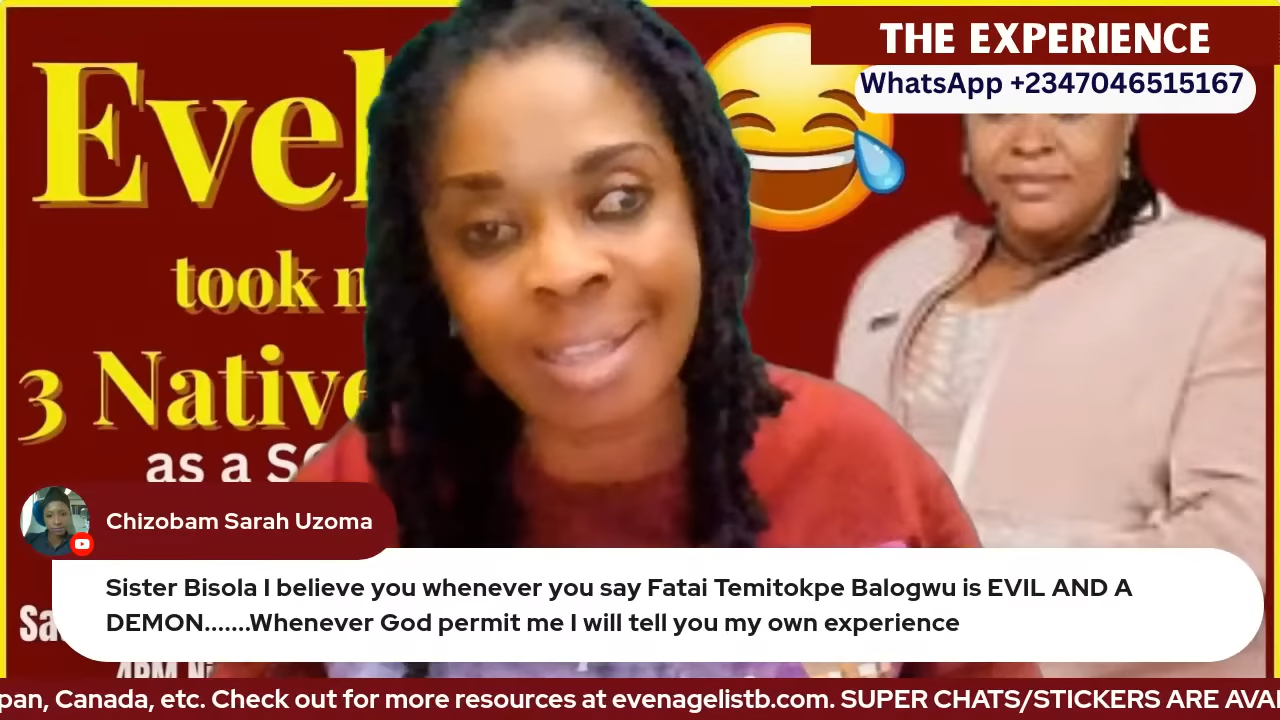 THE EXPERIENCE
WhatsApp +2347046515167
Eve
took
3 Native
as a
Chizobam Sarah Uzoma
Sister Bisola I believe you whenever you say Fatai Temitokpe Balogwu is EVIL AND A
DEMON.......Whenever God permit me I will tell you my own experience
4PM
pan, Canada, etc. Check out for more resources at evenagelistb.com. SUPER CHATS/STICKERS ARE AVA